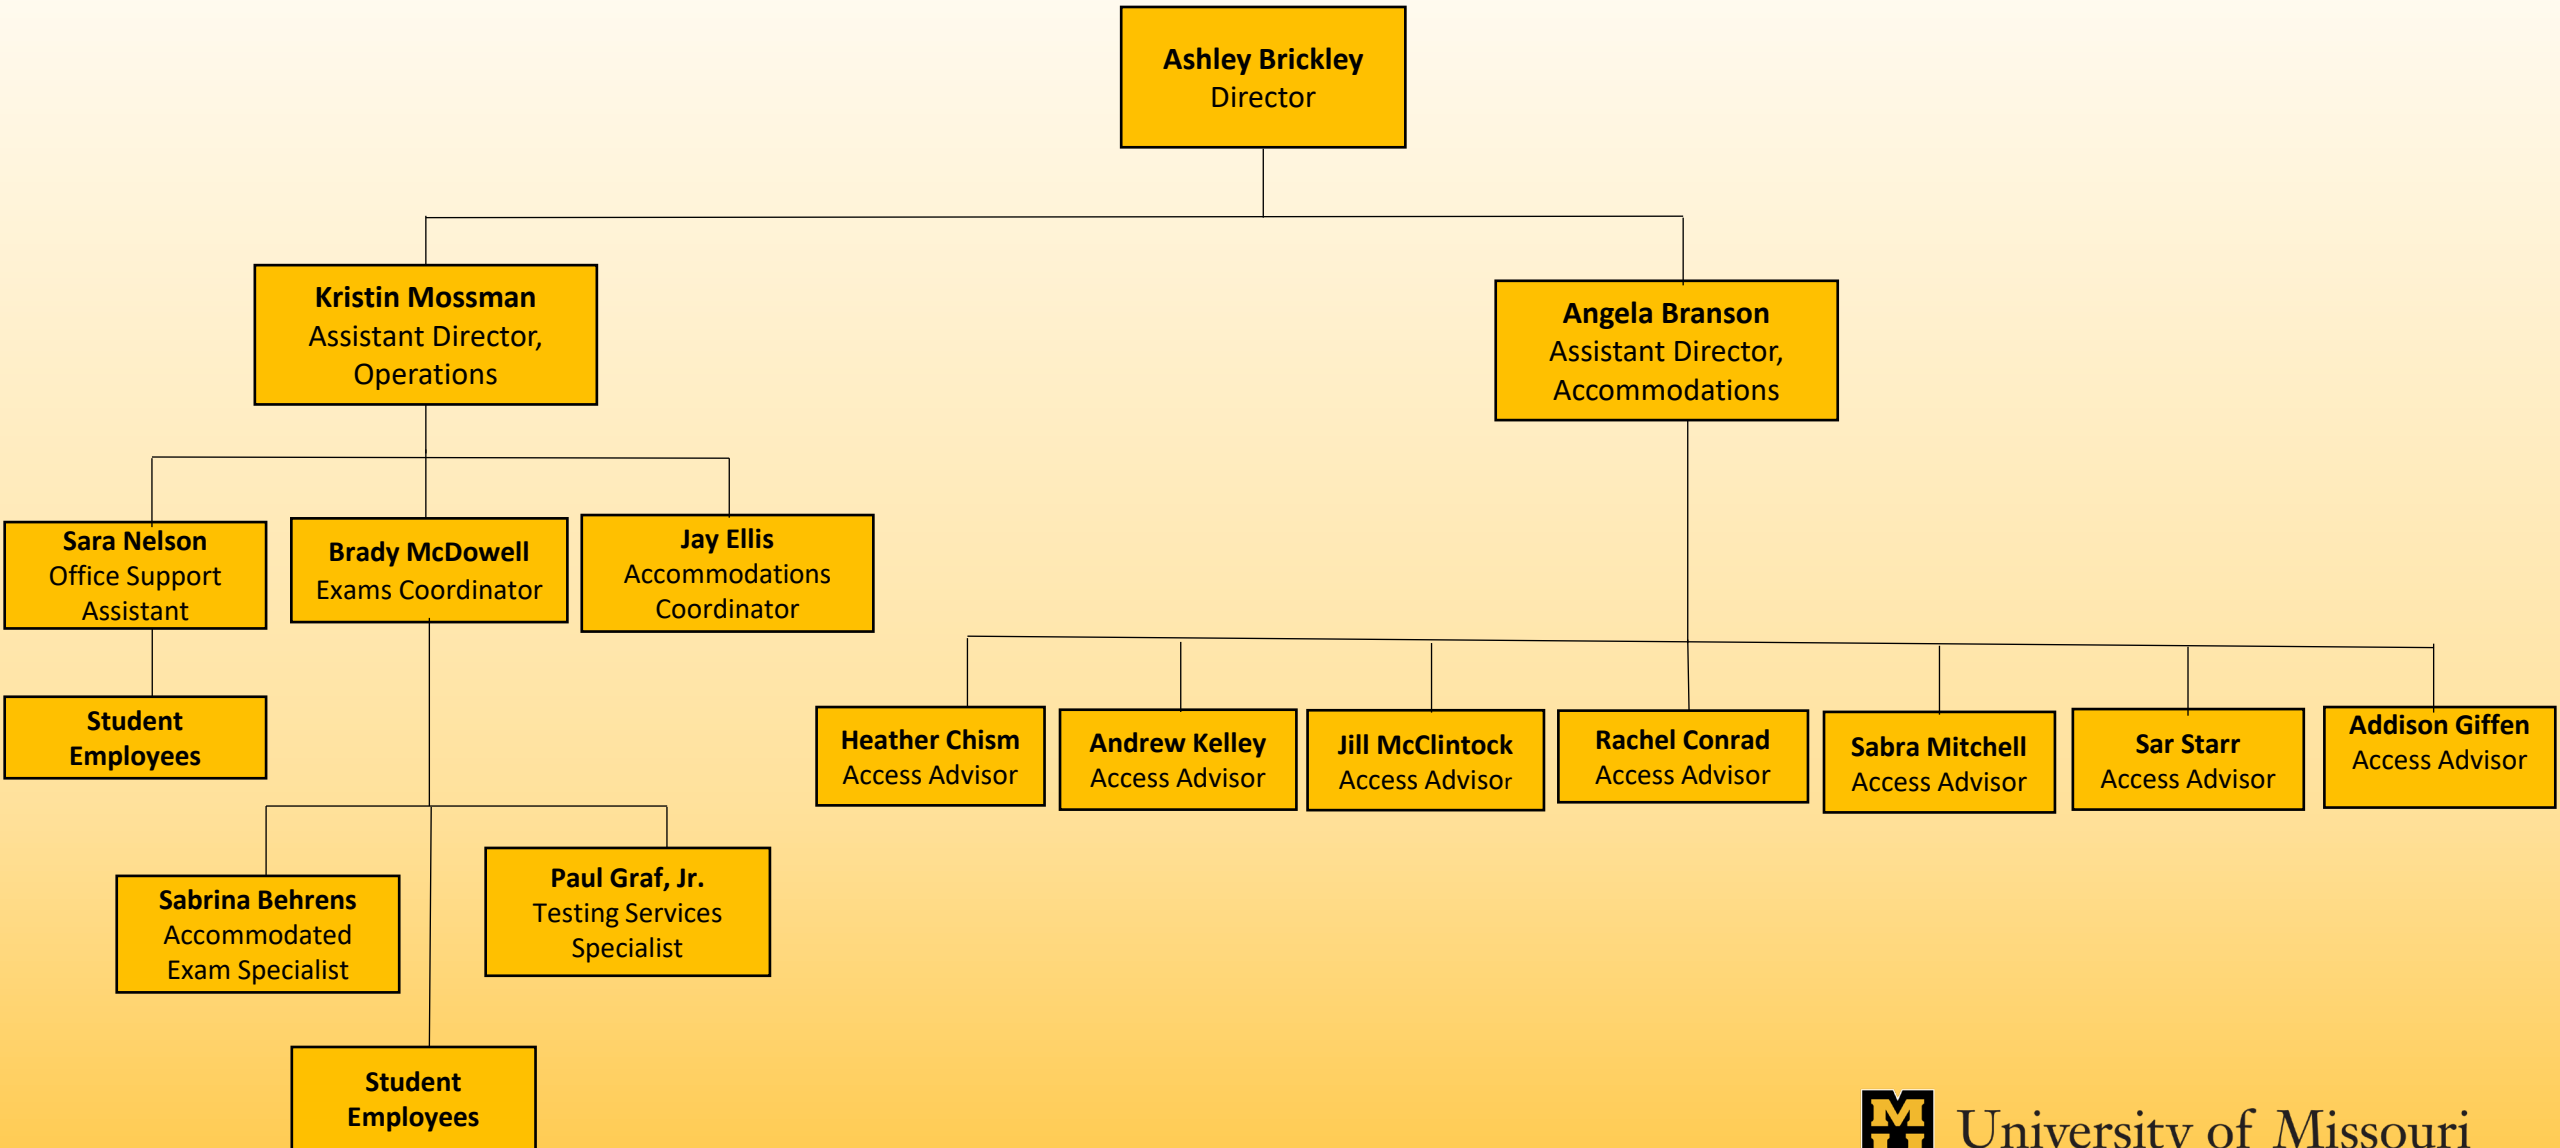 Ashley Brickley
Director
Kristin Mossman
Assistant Director,
Operations
Angela Branson
Assistant Director,
Accommodations
Sara Nelson
Office Support
Assistant
Brady McDowell
Exams Coordinator
Jay Ellis
Accommodations
Coordinator
Student
Employees
Heather Chism
Access Advisor
Andrew Kelley
Access Advisor
Jill McClintock
Access Advisor
Rachel Conrad
Access Advisor
Sabra Mitchell
Access Advisor
Sar Starr
Access Advisor
Addison Giffen
Access Advisor
Sabrina Behrens
Accommodated
Exam Specialist
Paul Graf, Jr.
Testing Services
Specialist
Student
Employees
MU University of Missouri